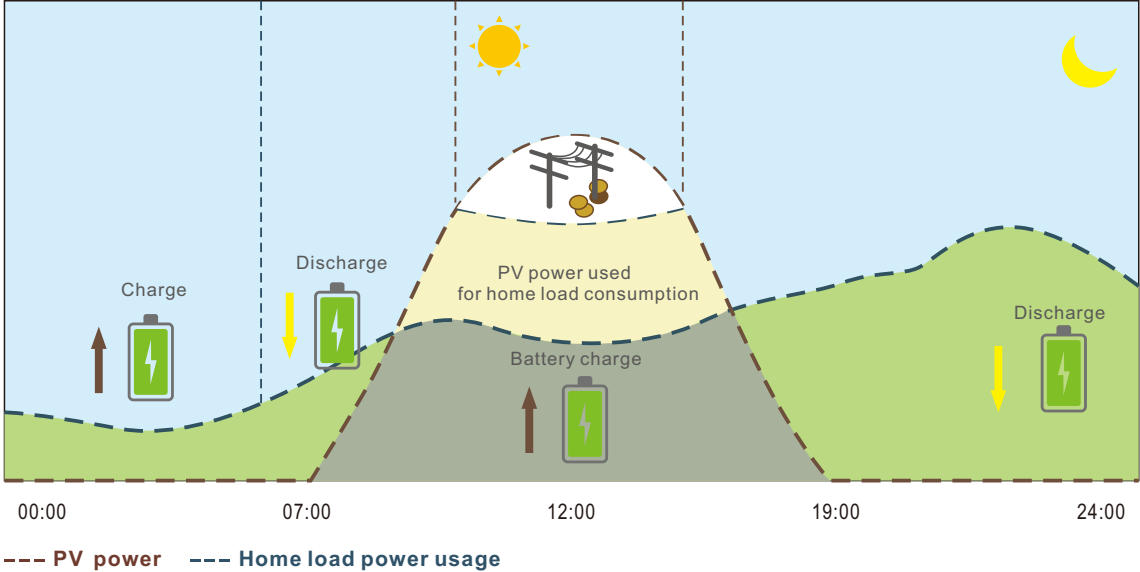 Discharge
Charge
PV power used
for home load consumption
Discharge
Battery charge
00:00
07:00
12:00
19:00
24:00
PV power
Home load power usage